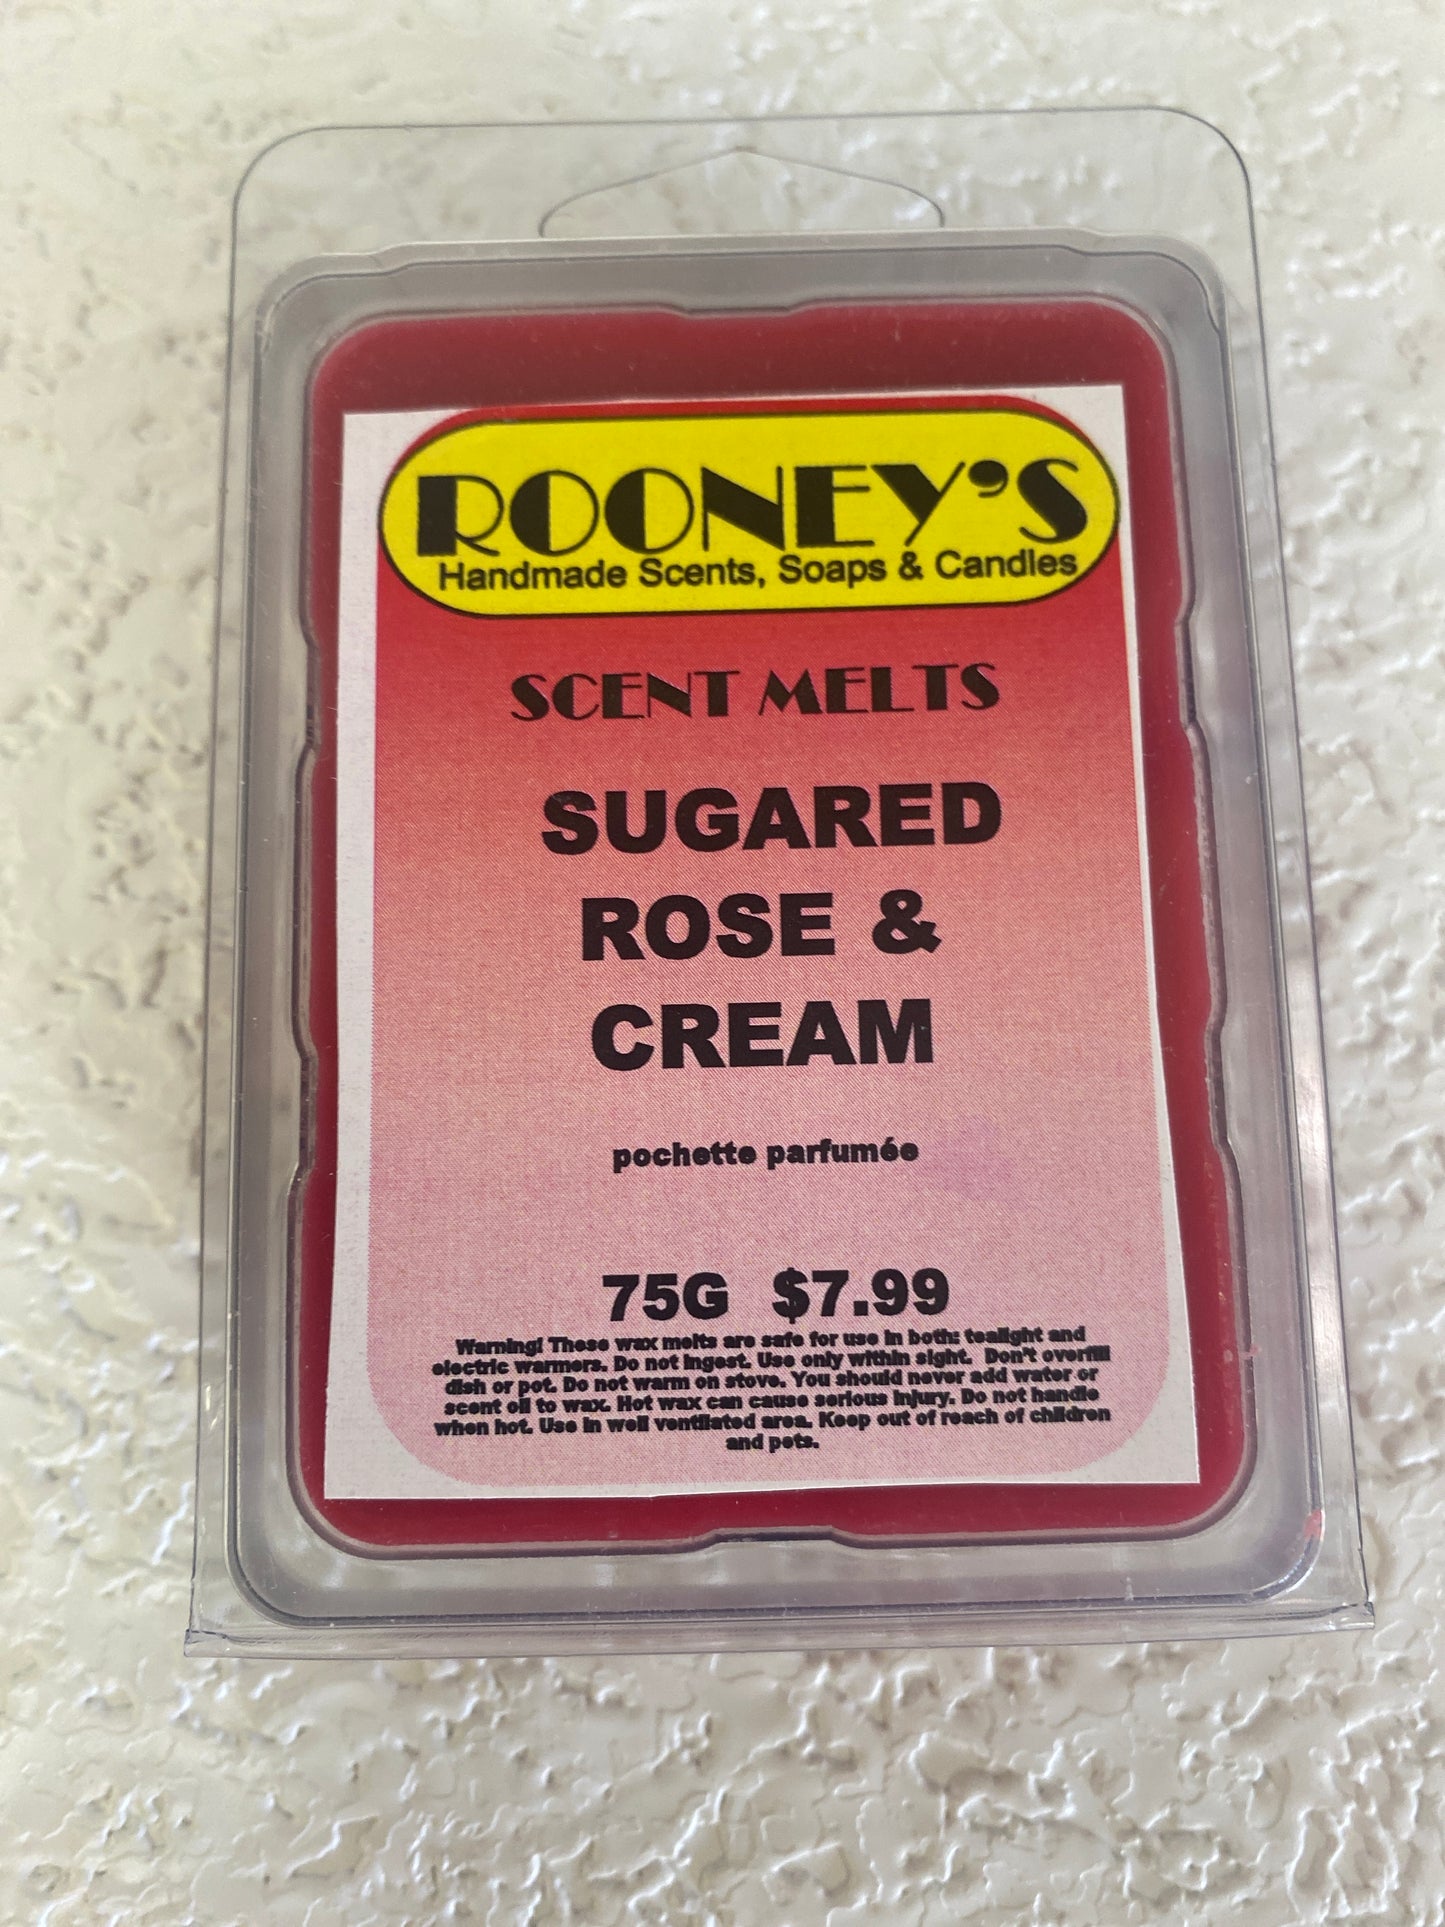 ROONEY'S
Handmade Scents, Soaps & Candles
SCENT MELTS
SUGARED
ROSE &
CREAM
pochette parfumée
75G $7.99
Warning! These wax melts are safe for use in both: tealight and
electric warmers. Do not ingest. Use only within sight. Don't overfill
dish or pot. Do not warm on stove. You should never add water or
scent oil to wax. Hot wax can cause serious injury. Do not handle
when hot. Use in well ventilated area. Keep out of reach of children
and pets.